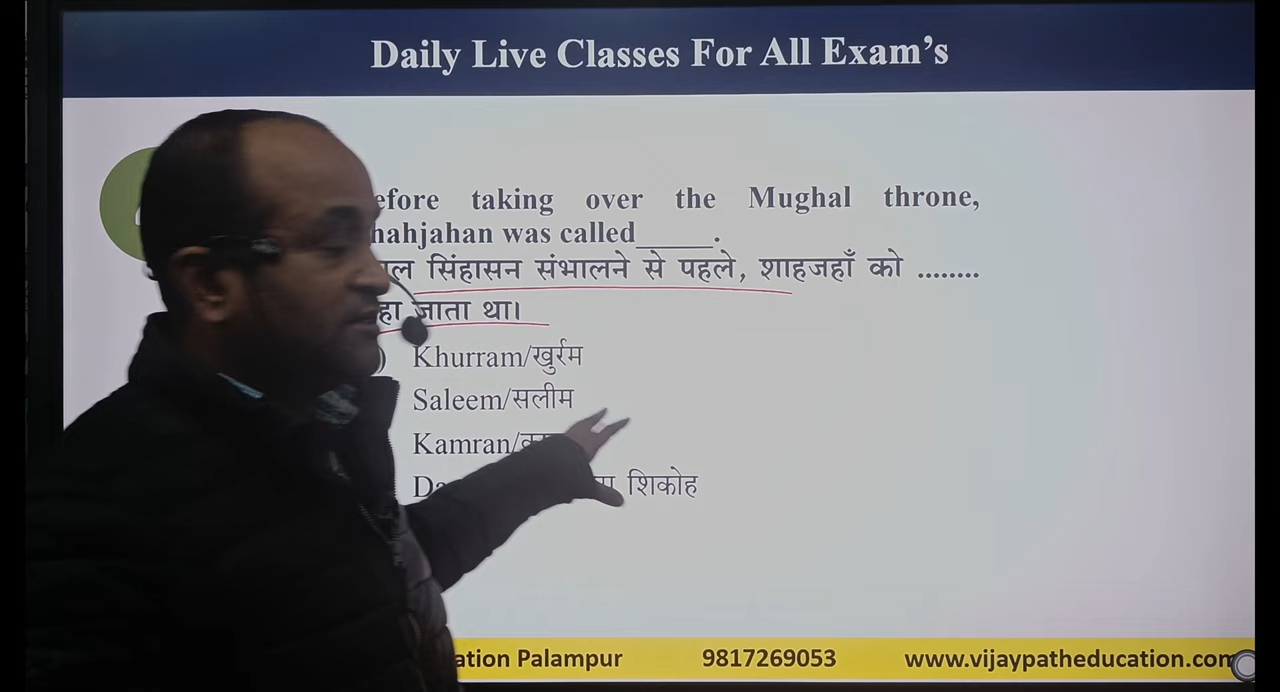 Daily Live Classes For All Exam's
efore taking over the Mughal throne,
hahjahan was called_____.
ल सिंहासन संभालने से पहले, शाहजहाँ को ........
हा जाता था।
) Khurram/खुर्रम
Saleem/सलीम
Kamran/
शिकोह
ation Palampur 9817269053 www.vijaypatheducation.com